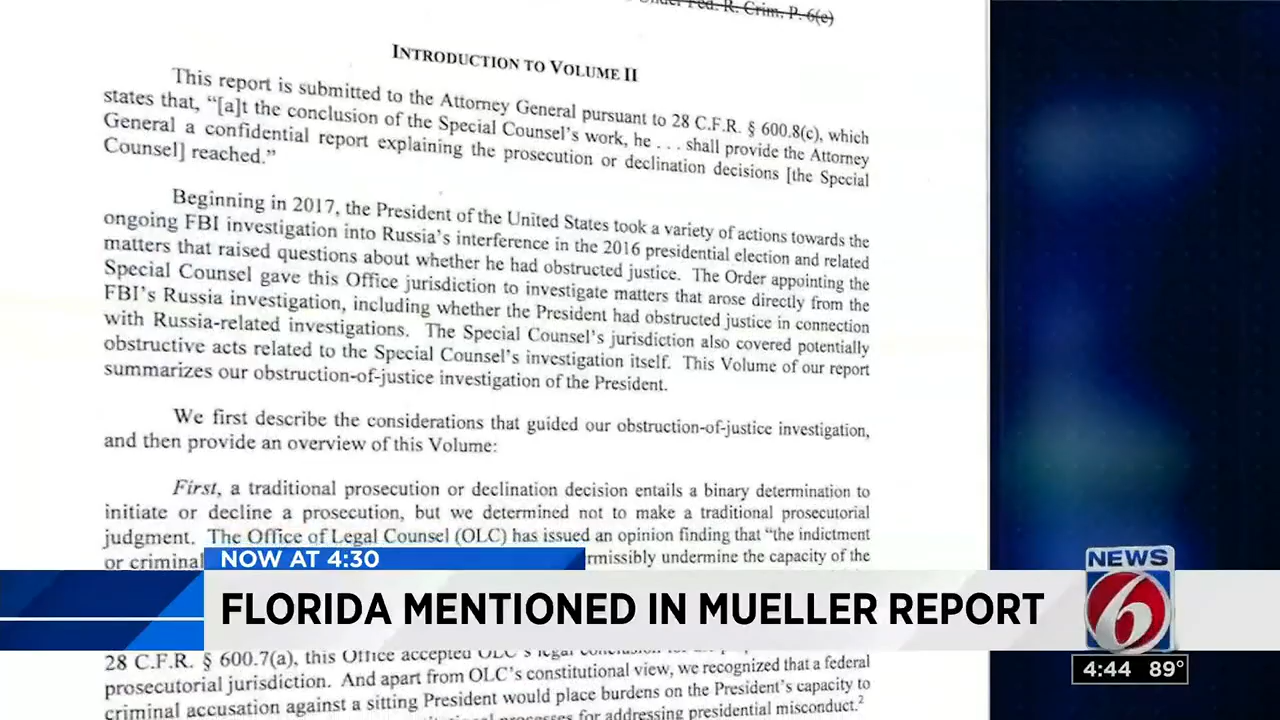 Under Fed. R. Crim. P. 6(e)
INTRODUCTION TO VOLUME II
This report is submitted to the Attorney General pursuant to 28 C.F.R. § 600.8(c), which
states that, “[a]t the conclusion of the Special Counsel’s work, he . . . shall provide the Attorney
General a confidential report explaining the prosecution or declination decisions [the Special
Counsel] reached.”
Beginning in 2017, the President of the United States took a variety of actions towards the
ongoing FBI investigation into Russia’s interference in the 2016 presidential election and related
matters that raised questions about whether he had obstructed justice. The Order appointing the
Special Counsel gave this Office jurisdiction to investigate matters that arose directly from the
FBI’s Russia investigation, including whether the President had obstructed justice in connection
with Russia-related investigations. The Special Counsel’s jurisdiction also covered potentially
obstructive acts related to the Special Counsel’s investigation itself. This Volume of our report
summarizes our obstruction-of-justice investigation of the President.
We first describe the considerations that guided our obstruction-of-justice investigation,
and then provide an overview of this Volume:
First, a traditional prosecution or declination decision entails a binary determination to
initiate or decline a prosecution, but we determined not to make a traditional prosecutorial
judgment. The Office of Legal Counsel (OLC) has issued an opinion finding that “the indictment
or criminal rmissibly undermine the capacity of the
NOW AT 4:30
FLORIDA MENTIONED IN MUELLER REPORT
NEWS
6
4:44 89°
28 C.F.R. § 600.7(a), this Office accepted OLC’s legal
prosecutorial jurisdiction. And apart from OLC’s constitutional view, we recognized that a federal
criminal accusation against a sitting President would place burdens on the President’s capacity to
processes for addressing presidential misconduct.2